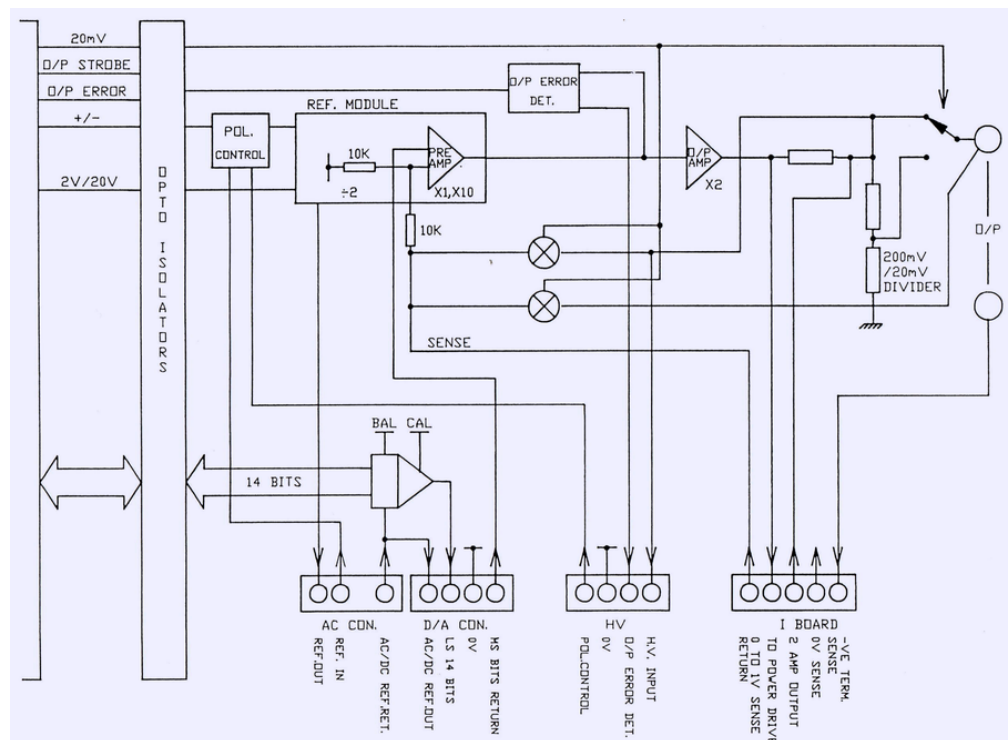 20mV
O/P STROBE
O/P ERROR
+/-
2V/20V
OPTO ISOLATORS
POL.
CONTROL
REF. MODULE
10K
÷2
PRE
AMP
X1,X10
10K
O/P ERROR
DET.
O/P
AMP
X2
200mV
/20mV
DIVIDER
O/P
SENSE
BAL CAL
14 BITS
AC CON.
REF.OUT
REF. IN
AC/DC REF.RET.
D/A CON.
AC/DC REF.OUT
LS 14 BITS
0V
MS BITS RETURN
HV
POL.CONTROL
0V
O/P ERROR DET.
H.V. INPUT
I BOARD
0 TO 1V SENSE
RETURN
TO POWER DRIVE
2 AMP OUTPUT
0V SENSE
-VE TERM.
SENSE